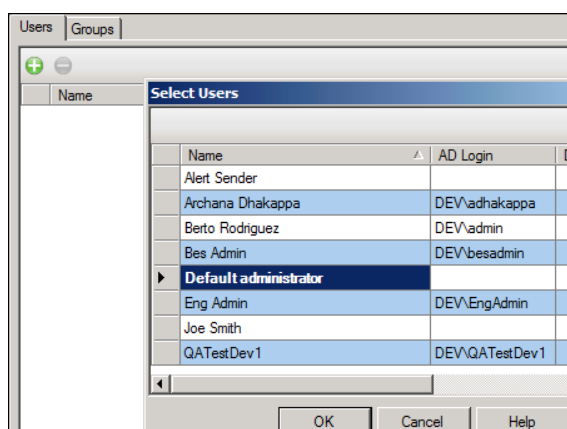 Users Groups
Name
Select Users
Name AD Login
Alert Sender
Archana Dhakappa DEV\adhakappa
Berto Rodriguez DEV\admin
Bes Admin DEV\besadmin
Default administrator
Eng Admin DEV\EngAdmin
Joe Smith
QATestDev1 DEV\QATestDev1
OK Cancel Help